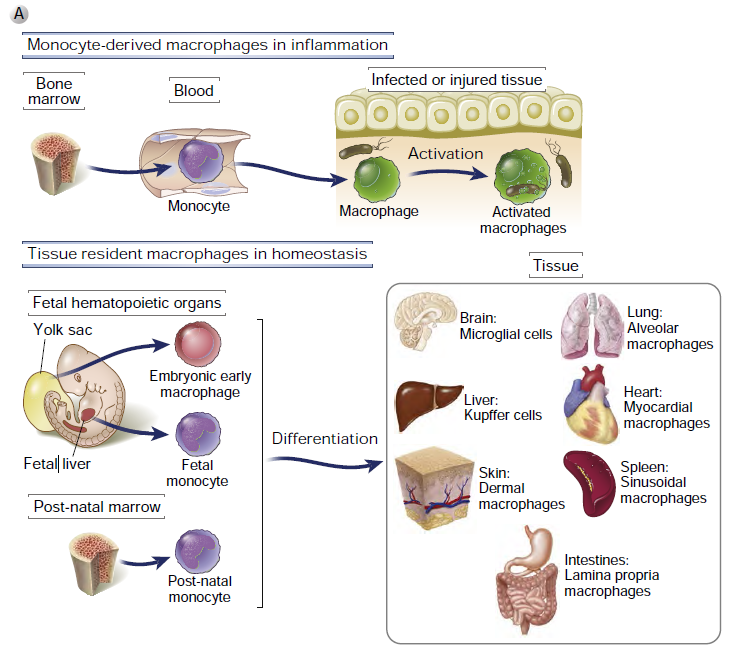 A
Monocyte-derived macrophages in inflammation
Bone
marrow
Blood
Infected or injured tissue
Activation
Monocyte
Macrophage
Activated
macrophages
Tissue resident macrophages in homeostasis
Tissue
Fetal hematopoietic organs
Yolk sac
Embryonic early
macrophage
Fetal liver
Fetal
monocyte
Post-natal marrow
Post-natal
monocyte
Differentiation
Brain:
Microglial cells
Lung:
Alveolar
macrophages
Liver:
Kupffer cells
Heart:
Myocardial
macrophages
Skin:
Dermal
macrophages
Spleen:
Sinusoidal
macrophages
Intestines:
Lamina propria
macrophages